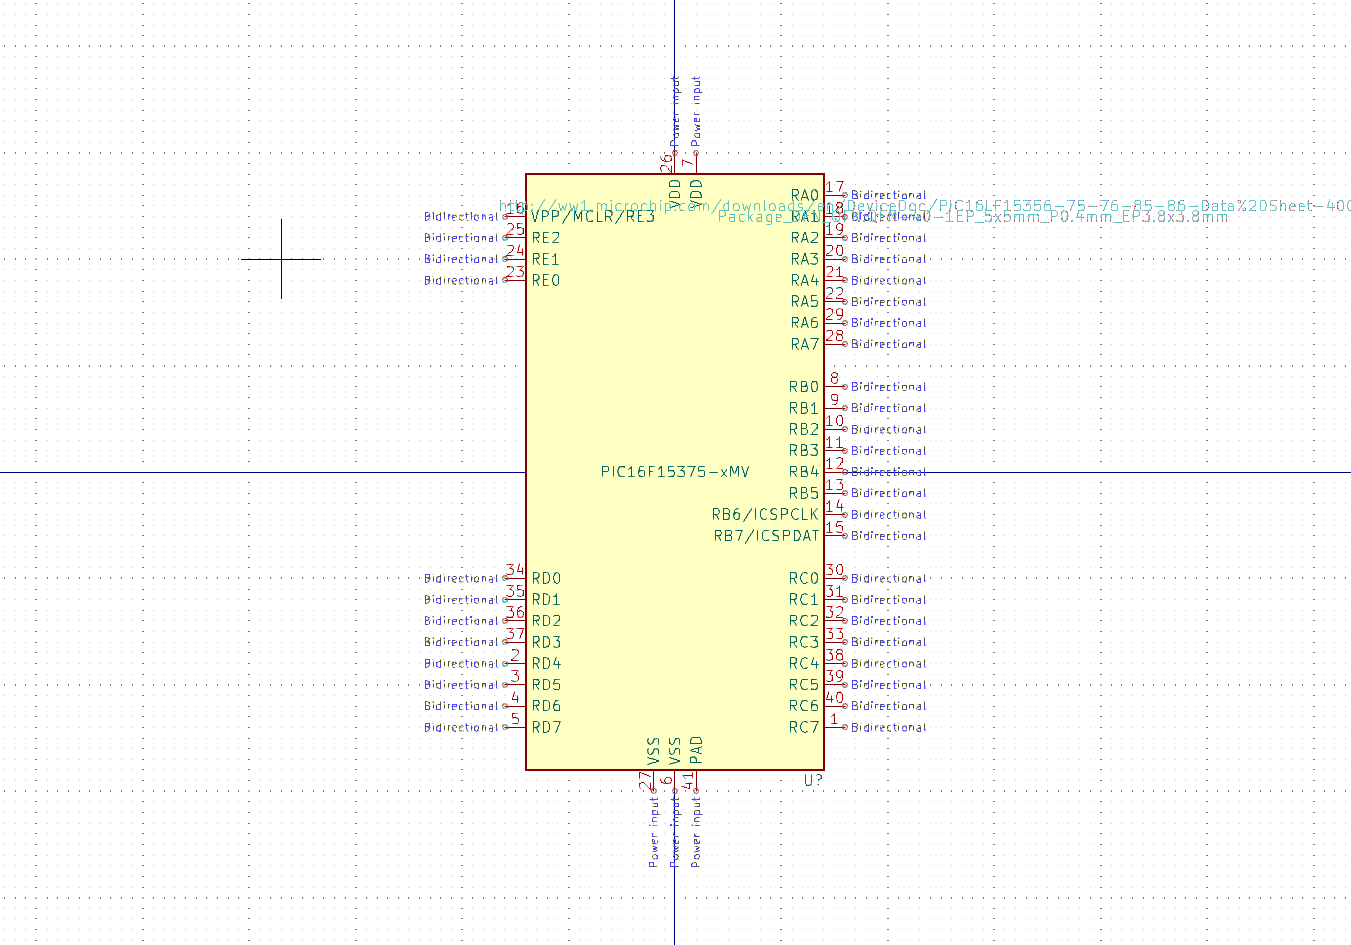 Power input Power input
26 7
VDD VDD
RA0 17 Bidirectional
http://ww1.microchip.com/downloads/en/DeviceDoc/PIC16LF15356-75-76-85-86-Data%20Sheet-400
Bidirectional VPP/MCLR/RE3 RA1 18 Bidirectional
0-1EP_5x5mm_P0.4mm_EP3.8x3.8mm
Bidirectional 25 RE2 RA2 19 Bidirectional
Bidirectional 24 RE1 RA3 20 Bidirectional
Bidirectional 23 RE0 RA4 21 Bidirectional
RA5 22 Bidirectional
RA6 29 Bidirectional
RA7 28 Bidirectional
RB0 8 Bidirectional
RB1 9 Bidirectional
RB2 10 Bidirectional
RB3 11 Bidirectional
PIC16F15375-xMV RB4 12 Bidirectional
RB5 13 Bidirectional
RB6/ICSPCLK 14 Bidirectional
RB7/ICSPDAT 15 Bidirectional
Bidirectional 34 RD0 RC0 30 Bidirectional
Bidirectional 35 RD1 RC1 31 Bidirectional
Bidirectional 36 RD2 RC2 32 Bidirectional
Bidirectional 37 RD3 RC3 33 Bidirectional
Bidirectional 2 RD4 RC4 38 Bidirectional
Bidirectional 3 RD5 RC5 39 Bidirectional
Bidirectional 4 RD6 RC6 40 Bidirectional
Bidirectional 5 RD7 RC7 1 Bidirectional
VSS VSS PAD
27 6 41 U?
Power input Power input Power input